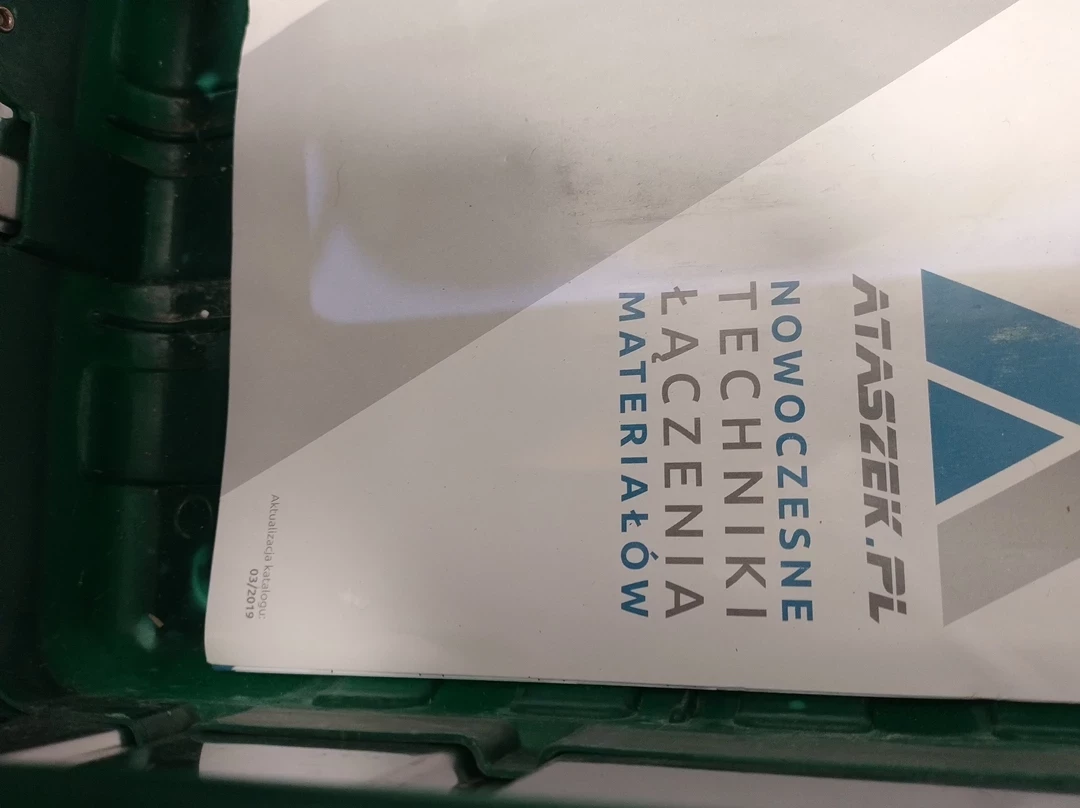 ATASZEK.PL
NOWOCZESNE
TECHNIKI
ŁĄCZENIA
MATERIAŁÓW
Aktualizacja katalogu:
03/2019